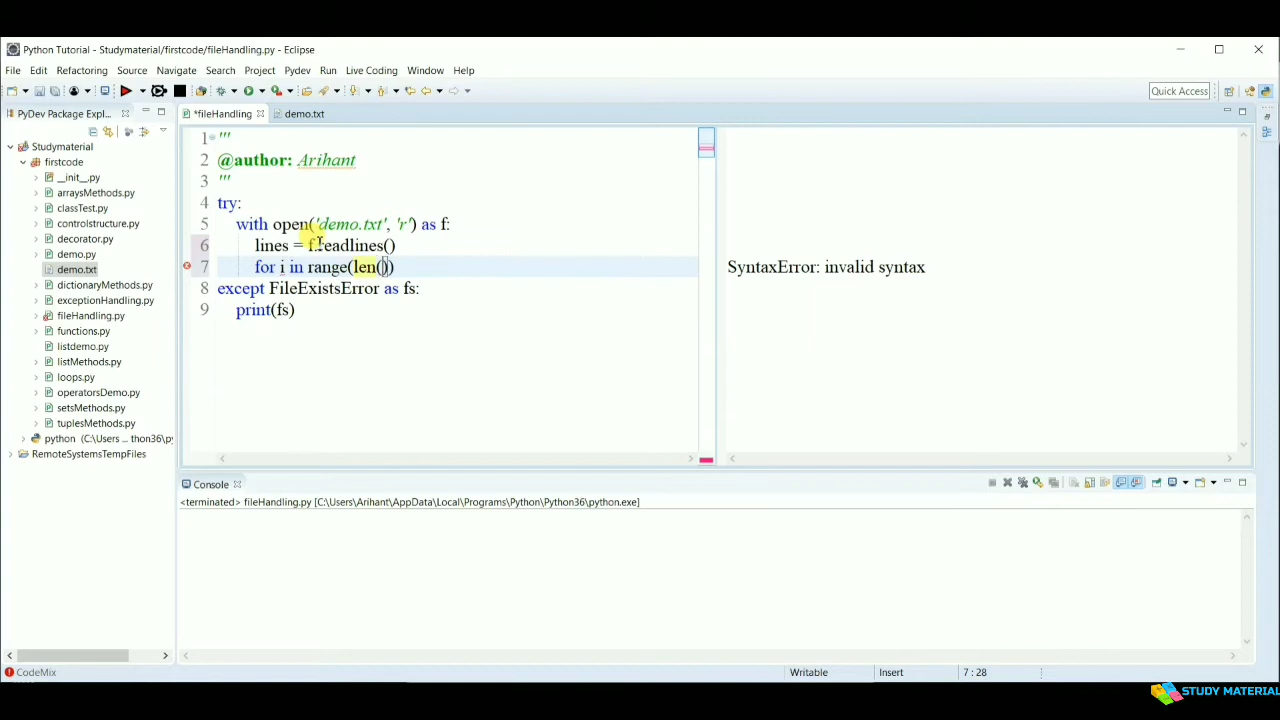 Python Tutorial - Studymaterial/firstcode/fileHandling.py - Eclipse
File Edit Refactoring Source Navigate Search Project Pydev Run Live Coding Window Help
Quick Access
PyDev Package Expl...
*fileHandling
demo.txt
Studymaterial
firstcode
__init__.py
arraysMethods.py
classTest.py
controlstructure.py
decorator.py
demo.py
demo.txt
dictionaryMethods.py
exceptionHandling.py
fileHandling.py
functions.py
listdemo.py
listMethods.py
loops.py
operatorsDemo.py
setsMethods.py
tuplesMethods.py
python (C:\Users ... thon36\py
RemoteSystemsTempFiles
1 '''
2 @author: Arihant
3 '''
4 try:
5 with open('demo.txt', 'r') as f:
6 lines = f.readlines()
7 for i in range(len())
8 except FileExistsError as fs:
9 print(fs)
SyntaxError: invalid syntax
Console
<terminated> fileHandling.py [C:\Users\Arihant\AppData\Local\Programs\Python\Python36\python.exe]
CodeMix
Writable
Insert
7 : 28
STUDY MATERIAL